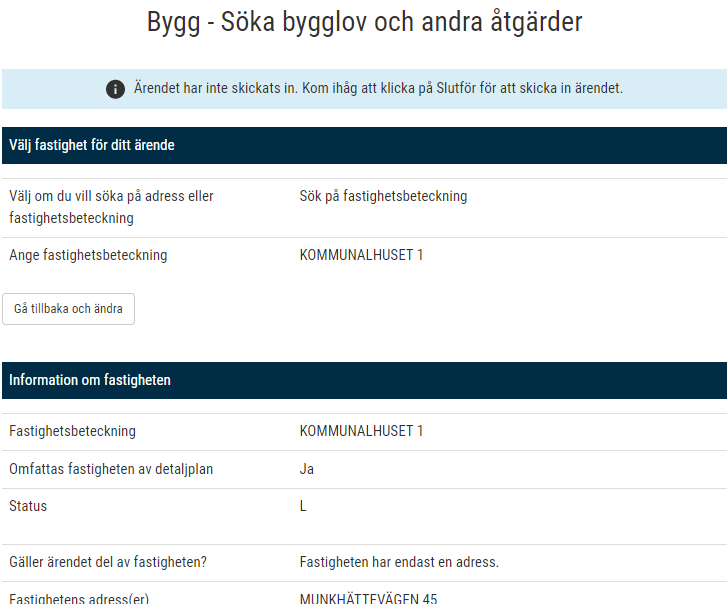 Bygg - Söka bygglov och andra åtgärder
Ärendet har inte skickats in. Kom ihåg att klicka på Slutför för att skicka in ärendet.
Välj fastighet för ditt ärende
Välj om du vill söka på adress eller fastighetsbeteckning
Sök på fastighetsbeteckning
Ange fastighetsbeteckning
KOMMUNALHUSET 1
Gå tillbaka och ändra
Information om fastigheten
Fastighetsbeteckning
KOMMUNALHUSET 1
Omfattas fastigheten av detaljplan
Ja
Status
L
Gäller ärendet del av fastigheten?
Fastigheten har endast en adress.
Fastighetens adress(er)
MUNKHÄTTEVÄGEN 45